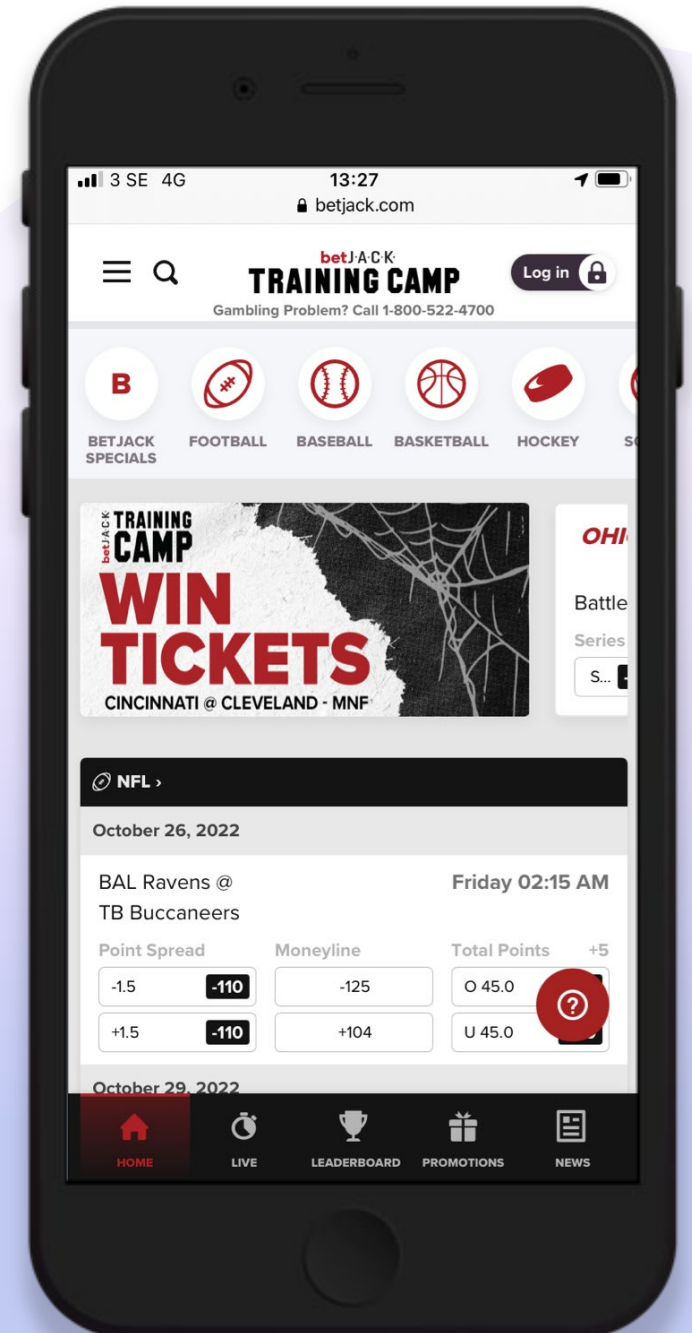 3 SE 4G 13:27
betjack.com
betJ·A·C·K·
TRAINING CAMP
Log in
Gambling Problem? Call 1-800-522-4700
B
BETJACK SPECIALS
FOOTBALL
BASEBALL
BASKETBALL
HOCKEY
betJ·A·C·K·
TRAINING
CAMP
WIN
TICKETS
CINCINNATI @ CLEVELAND - MNF
Battle
Series
S...
NFL ›
October 26, 2022
BAL Ravens @
TB Buccaneers
Friday 02:15 AM
Point Spread Moneyline Total Points +5
-1.5 -110 -125 O 45.0
+1.5 -110 +104 U 45.0
October 29, 2022
HOME LIVE LEADERBOARD PROMOTIONS NEWS